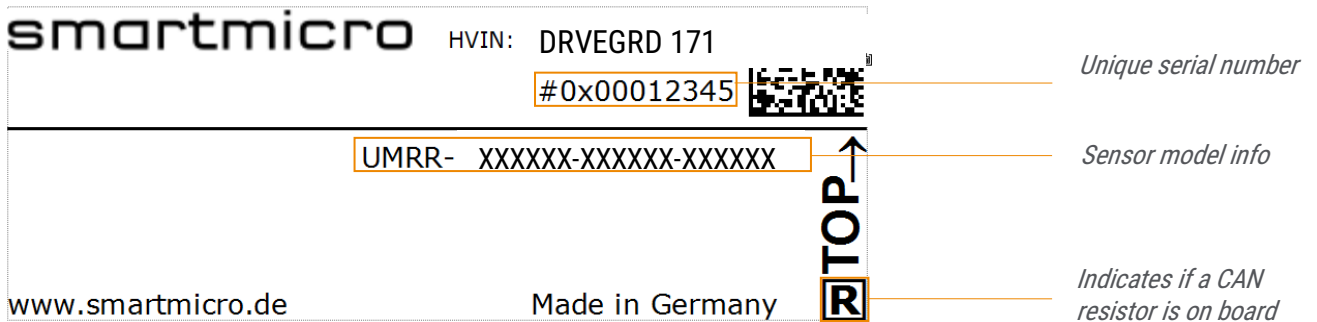 smartmicro HVIN: DRVEGRD 171
#0x00012345
Unique serial number
UMRR- XXXXXX-XXXXXX-XXXXXX
Sensor model info
TOP
R
Indicates if a CAN
resistor is on board
www.smartmicro.de Made in Germany